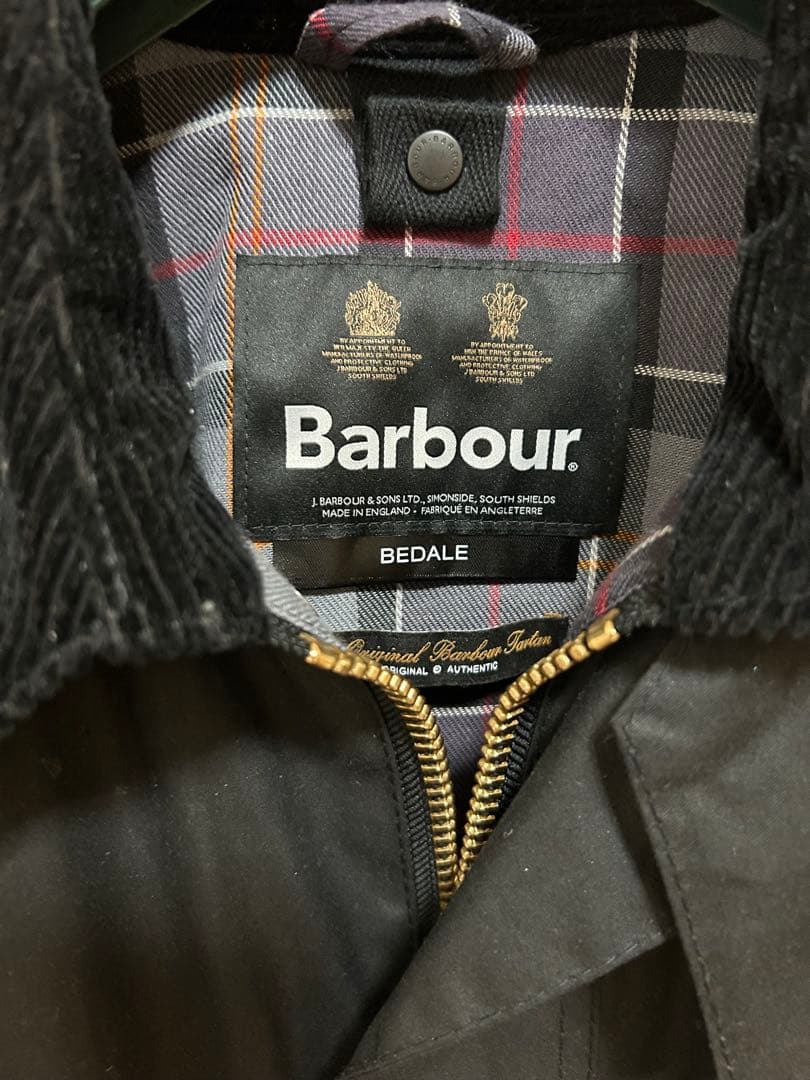 BARBOUR
BY APPOINTMENT TO
HER MAJESTY THE QUEEN
MANUFACTURERS OF WATERPROOF
AND PROTECTIVE CLOTHING
J BARBOUR & SONS LTD
SOUTH SHIELDS
BY APPOINTMENT TO
HRH THE PRINCE OF WALES
MANUFACTURERS OF WATERPROOF
AND PROTECTIVE CLOTHING
J BARBOUR & SONS LTD
SOUTH SHIELDS
Barbour®
J. BARBOUR & SONS LTD., SIMONSIDE, SOUTH SHIELDS
MADE IN ENGLAND - FABRIQUÉ EN ANGLETERRE
BEDALE
Original Barbour Tartan
ORIGINAL © AUTHENTIC